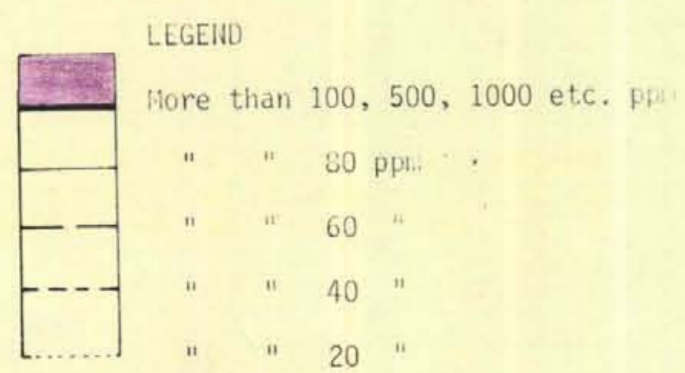 LEGEND
More than 100, 500, 1000 etc. ppm
" " 80 ppm
" " 60 "
" " 40 "
" " 20 "